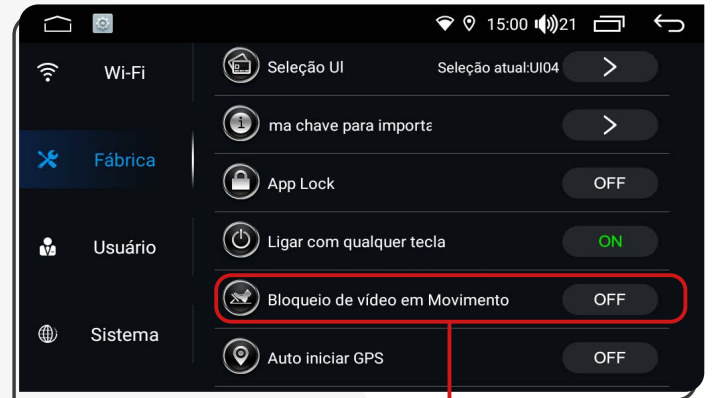 15:00 21
Wi-Fi
Fábrica
Usuário
Sistema
Seleção UI Seleção atual:UI04
ma chave para importa
App Lock OFF
Ligar com qualquer tecla ON
Bloqueio de vídeo em Movimento OFF
Auto iniciar GPS OFF